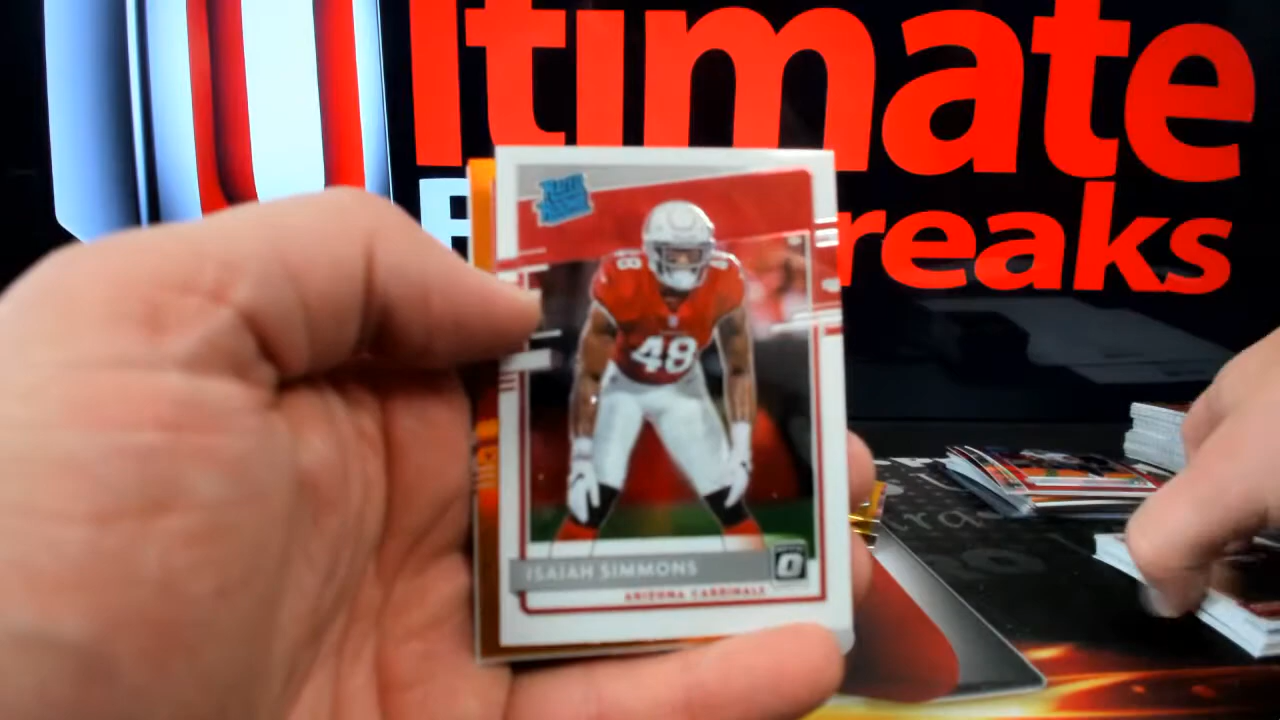 ltimate
reaks
RATED
ROOKIE
48
48
ISAIAH SIMMONS
ARIZONA CARDINALS